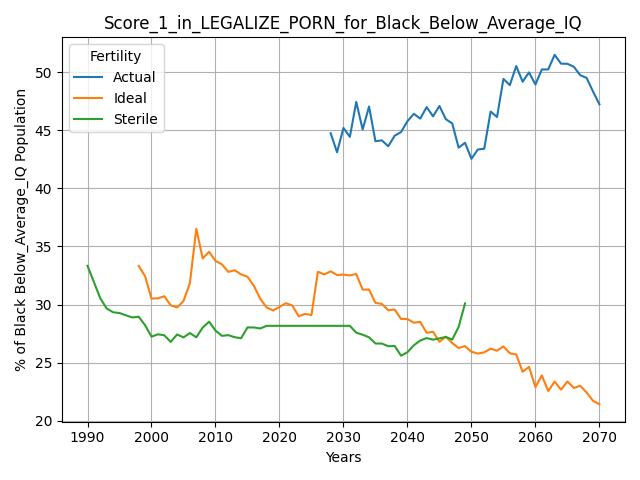 Score_1_in_LEGALIZE_PORN_for_Black_Below_Average_IQ
Fertility
Actual
Ideal
Sterile
% of Black Below_Average_IQ Population
50
45
40
35
30
25
20
1990 2000 2010 2020 2030 2040 2050 2060 2070
Years